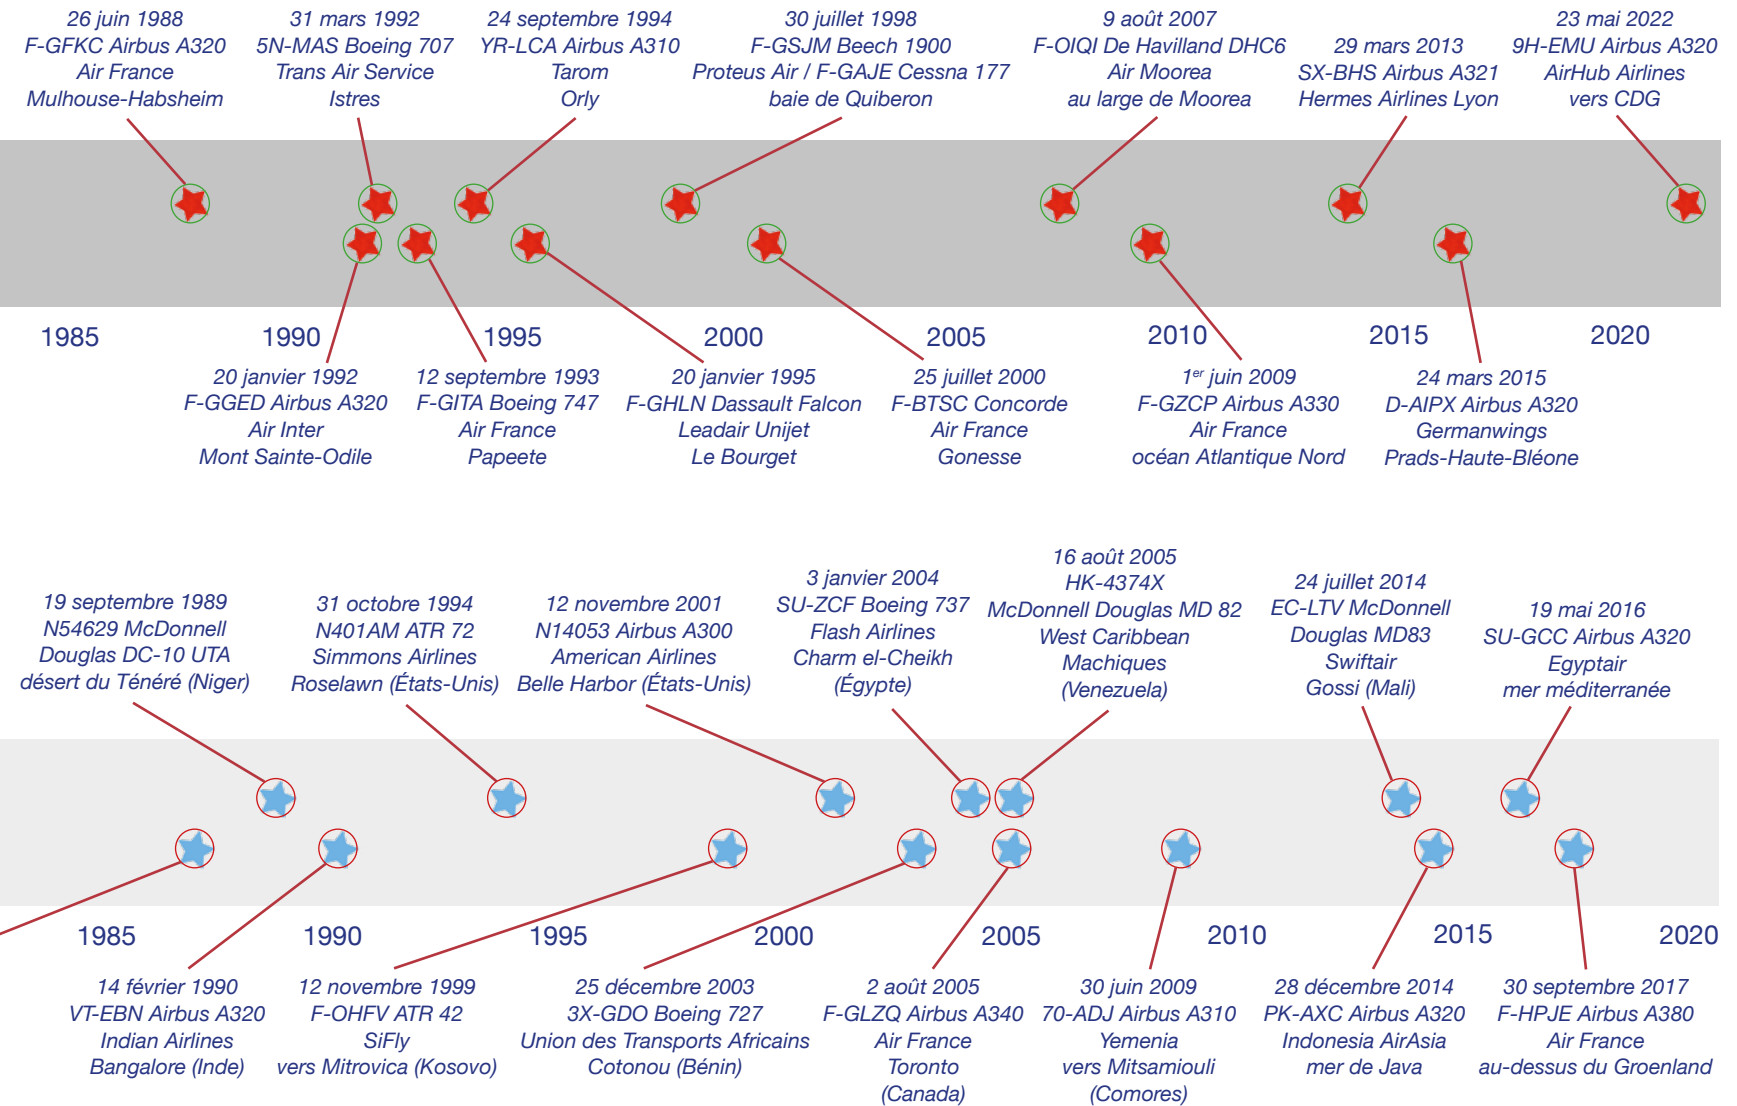 26 juin 1988
F-GFKC Airbus A320
Air France
Mulhouse-Habsheim
31 mars 1992
5N-MAS Boeing 707
Trans Air Service
Istres
24 septembre 1994
YR-LCA Airbus A310
Tarom
Orly
30 juillet 1998
F-GSJM Beech 1900
Proteus Air / F-GAJE Cessna 177
baie de Quiberon
9 août 2007
F-OIQI De Havilland DHC6
Air Moorea
au large de Moorea
29 mars 2013
SX-BHS Airbus A321
Hermes Airlines Lyon
23 mai 2022
9H-EMU Airbus A320
AirHub Airlines
vers CDG
1985 1990 1995 2000 2005 2010 2015 2020
20 janvier 1992
F-GGED Airbus A320
Air Inter
Mont Sainte-Odile
12 septembre 1993
F-GITA Boeing 747
Air France
Papeete
20 janvier 1995
F-GHLN Dassault Falcon
Leadair Unijet
Le Bourget
25 juillet 2000
F-BTSC Concorde
Air France
Gonesse
1er juin 2009
F-GZCP Airbus A330
Air France
océan Atlantique Nord
24 mars 2015
D-AIPX Airbus A320
Germanwings
Prads-Haute-Bléone
19 septembre 1989
N54629 McDonnell
Douglas DC-10 UTA
désert du Ténéré (Niger)
31 octobre 1994
N401AM ATR 72
Simmons Airlines
Roselawn (États-Unis)
12 novembre 2001
N14053 Airbus A300
American Airlines
Belle Harbor (États-Unis)
3 janvier 2004
SU-ZCF Boeing 737
Flash Airlines
Charm el-Cheikh
(Égypte)
16 août 2005
HK-4374X
McDonnell Douglas MD 82
West Caribbean
Machiques
(Venezuela)
24 juillet 2014
EC-LTV McDonnell
Douglas MD83
Swiftair
Gossi (Mali)
19 mai 2016
SU-GCC Airbus A320
Egyptair
mer méditerranée
1985 1990 1995 2000 2005 2010 2015 2020
14 février 1990
VT-EBN Airbus A320
Indian Airlines
Bangalore (Inde)
12 novembre 1999
F-OHFV ATR 42
SiFly
vers Mitrovica (Kosovo)
25 décembre 2003
3X-GDO Boeing 727
Union des Transports Africains
Cotonou (Bénin)
2 août 2005
F-GLZQ Airbus A340
Air France
Toronto
(Canada)
30 juin 2009
70-ADJ Airbus A310
Yemenia
vers Mitsamiouli
(Comores)
28 décembre 2014
PK-AXC Airbus A320
Indonesia AirAsia
mer de Java
30 septembre 2017
F-HPJE Airbus A380
Air France
au-dessus du Groenland